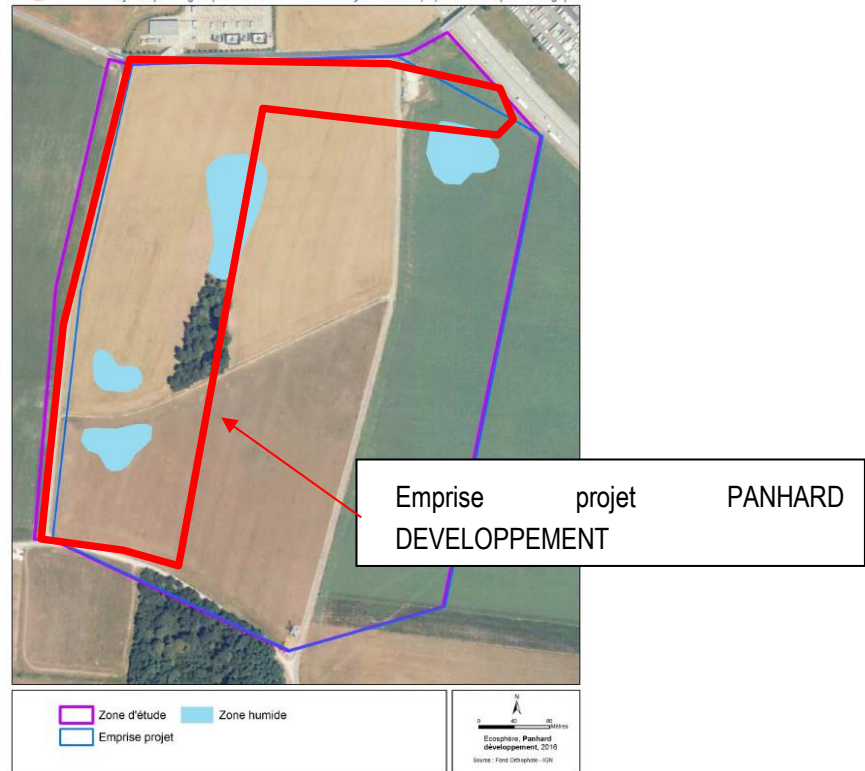 Emprise projet PANHARD
DEVELOPPEMENT
Zone d'étude
Zone humide
Emprise projet
N
0 40 80
Mètres
Ecosphère, Panhard
développement, 2016
Source : Fond Orthophoto - IGN